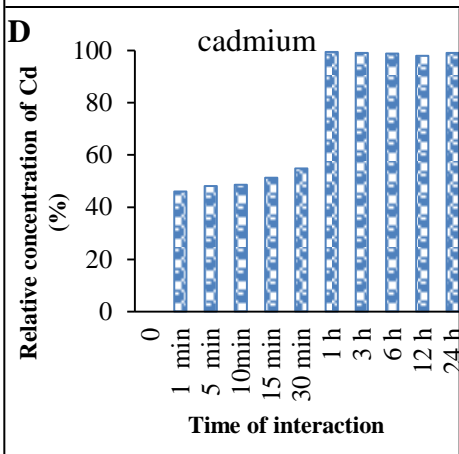 D
cadmium
Relative concentration of Cd
(%)
100
80
60
40
20
0
0
1 min
5 min
10min
15 min
30 min
1 h
3 h
6 h
12 h
24 h
Time of interaction